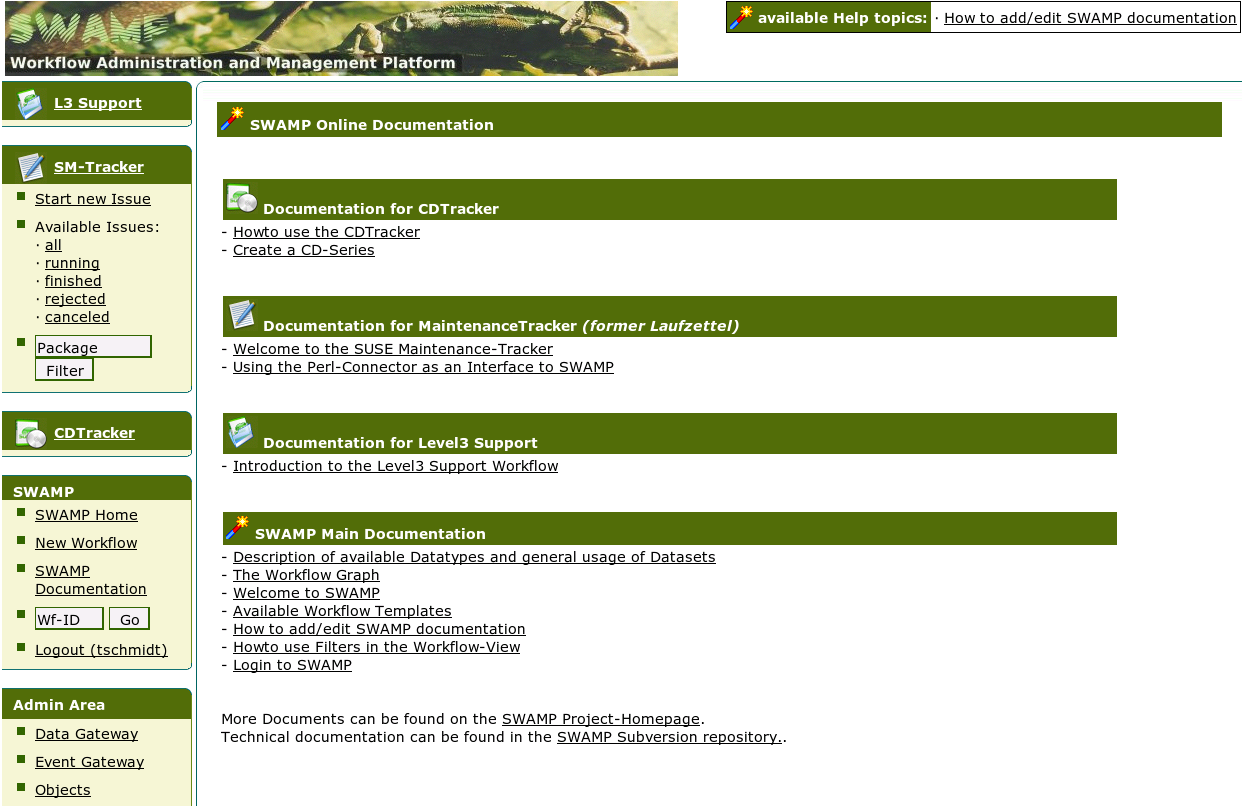 SWAMP
Workflow Administration and Management Platform
available Help topics: · How to add/edit SWAMP documentation
L3 Support
SM-Tracker
Start new Issue
Available Issues:
· all
· running
· finished
· rejected
· canceled
Package
Filter
CDTracker
SWAMP
SWAMP Home
New Workflow
SWAMP
Documentation
Wf-ID Go
Logout (tschmidt)
Admin Area
Data Gateway
Event Gateway
Objects
SWAMP Online Documentation
Documentation for CDTracker
- Howto use the CDTracker
- Create a CD-Series
Documentation for MaintenanceTracker (former Laufzettel)
- Welcome to the SUSE Maintenance-Tracker
- Using the Perl-Connector as an Interface to SWAMP
Documentation for Level3 Support
- Introduction to the Level3 Support Workflow
SWAMP Main Documentation
- Description of available Datatypes and general usage of Datasets
- The Workflow Graph
- Welcome to SWAMP
- Available Workflow Templates
- How to add/edit SWAMP documentation
- Howto use Filters in the Workflow-View
- Login to SWAMP
More Documents can be found on the SWAMP Project-Homepage.
Technical documentation can be found in the SWAMP Subversion repository..